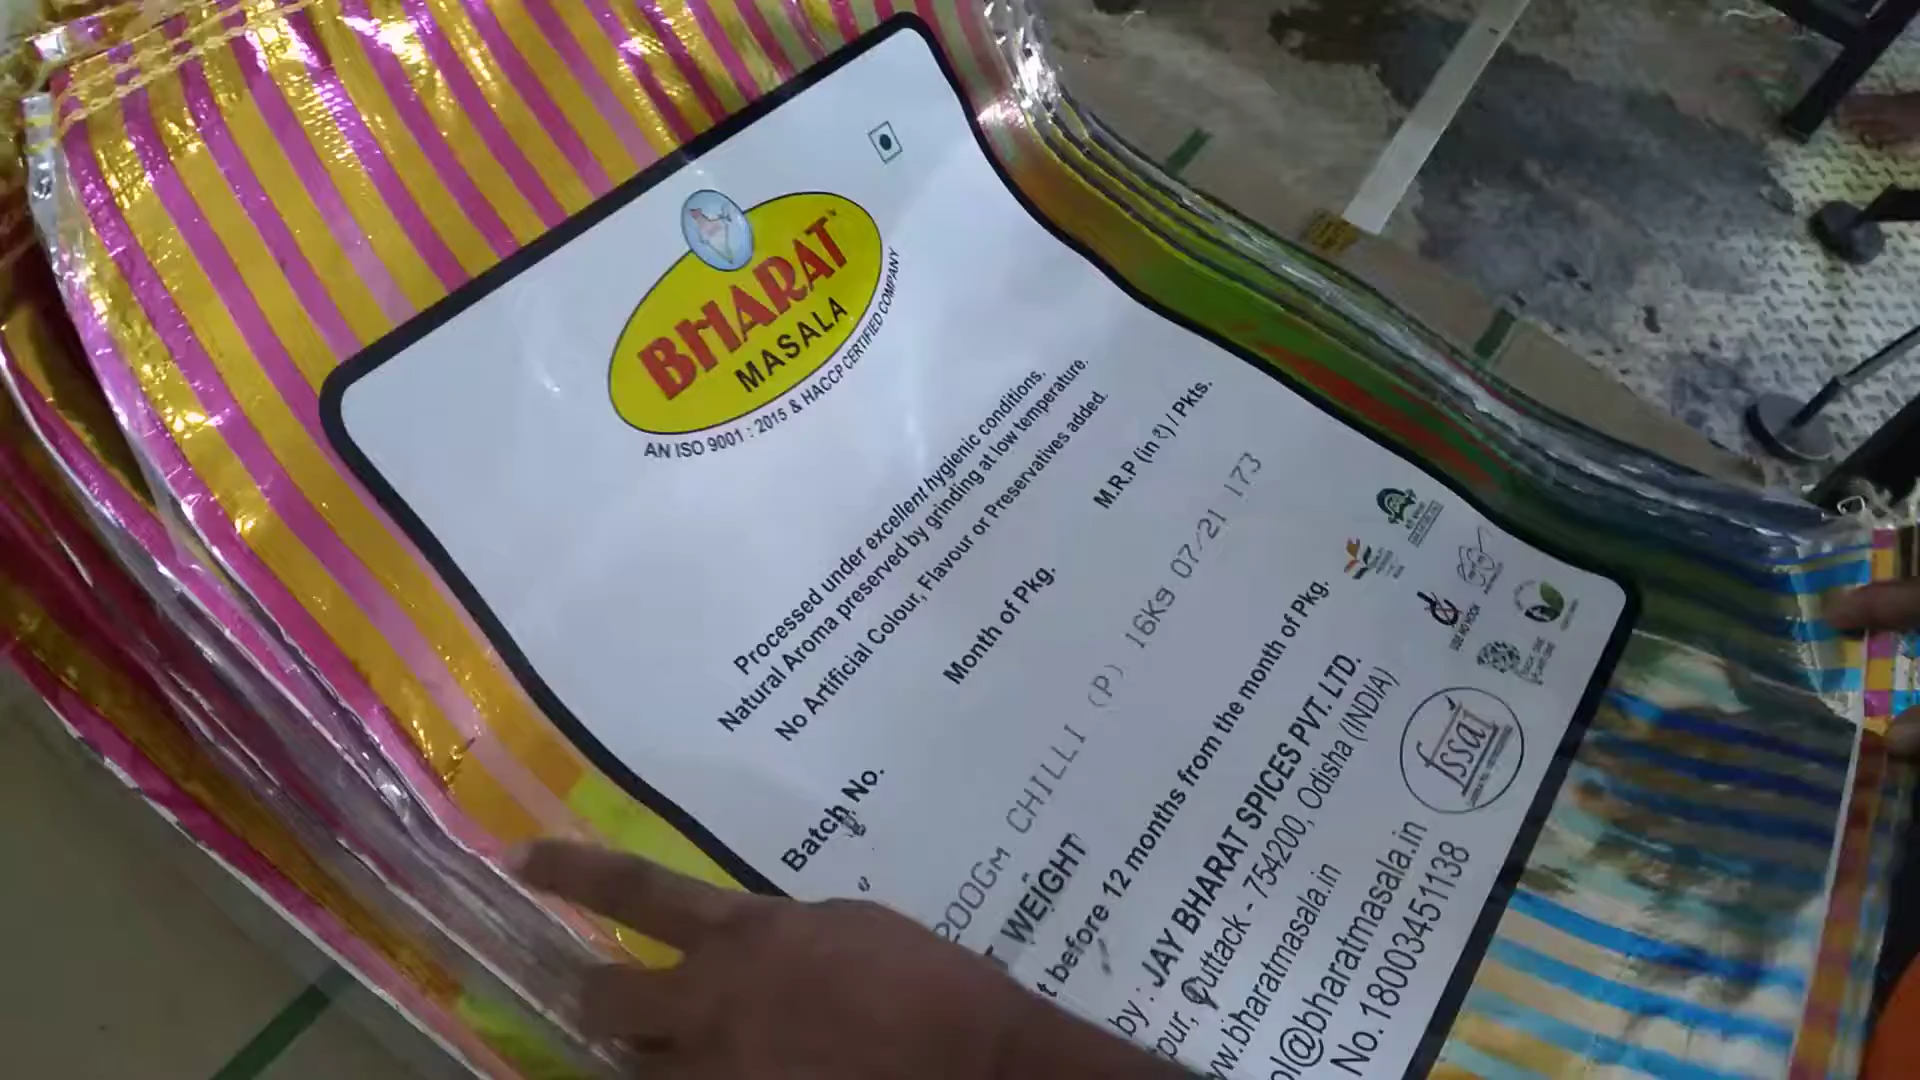 BHARAT
MASALA
AN ISO 9001 : 2015 & HACCP CERTIFIED COMPANY
Processed under excellent hygienic conditions.
Natural Aroma preserved by grinding at low temperature.
No Artificial Colour, Flavour or Preservatives added.
Batch No.
Month of Pkg.
M.R.P (in ₹) / Pkts.
200Gm CHILLI (P) 16Kg 07/21 173
WEIGHT
before 12 months from the month of Pkg.
by : JAY BHARAT SPICES PVT. LTD.
Cuttack - 754200, Odisha (INDIA)
.bharatmasala.in
@bharatmasala.in
No.18003451138
USE NO HOOK
fssai